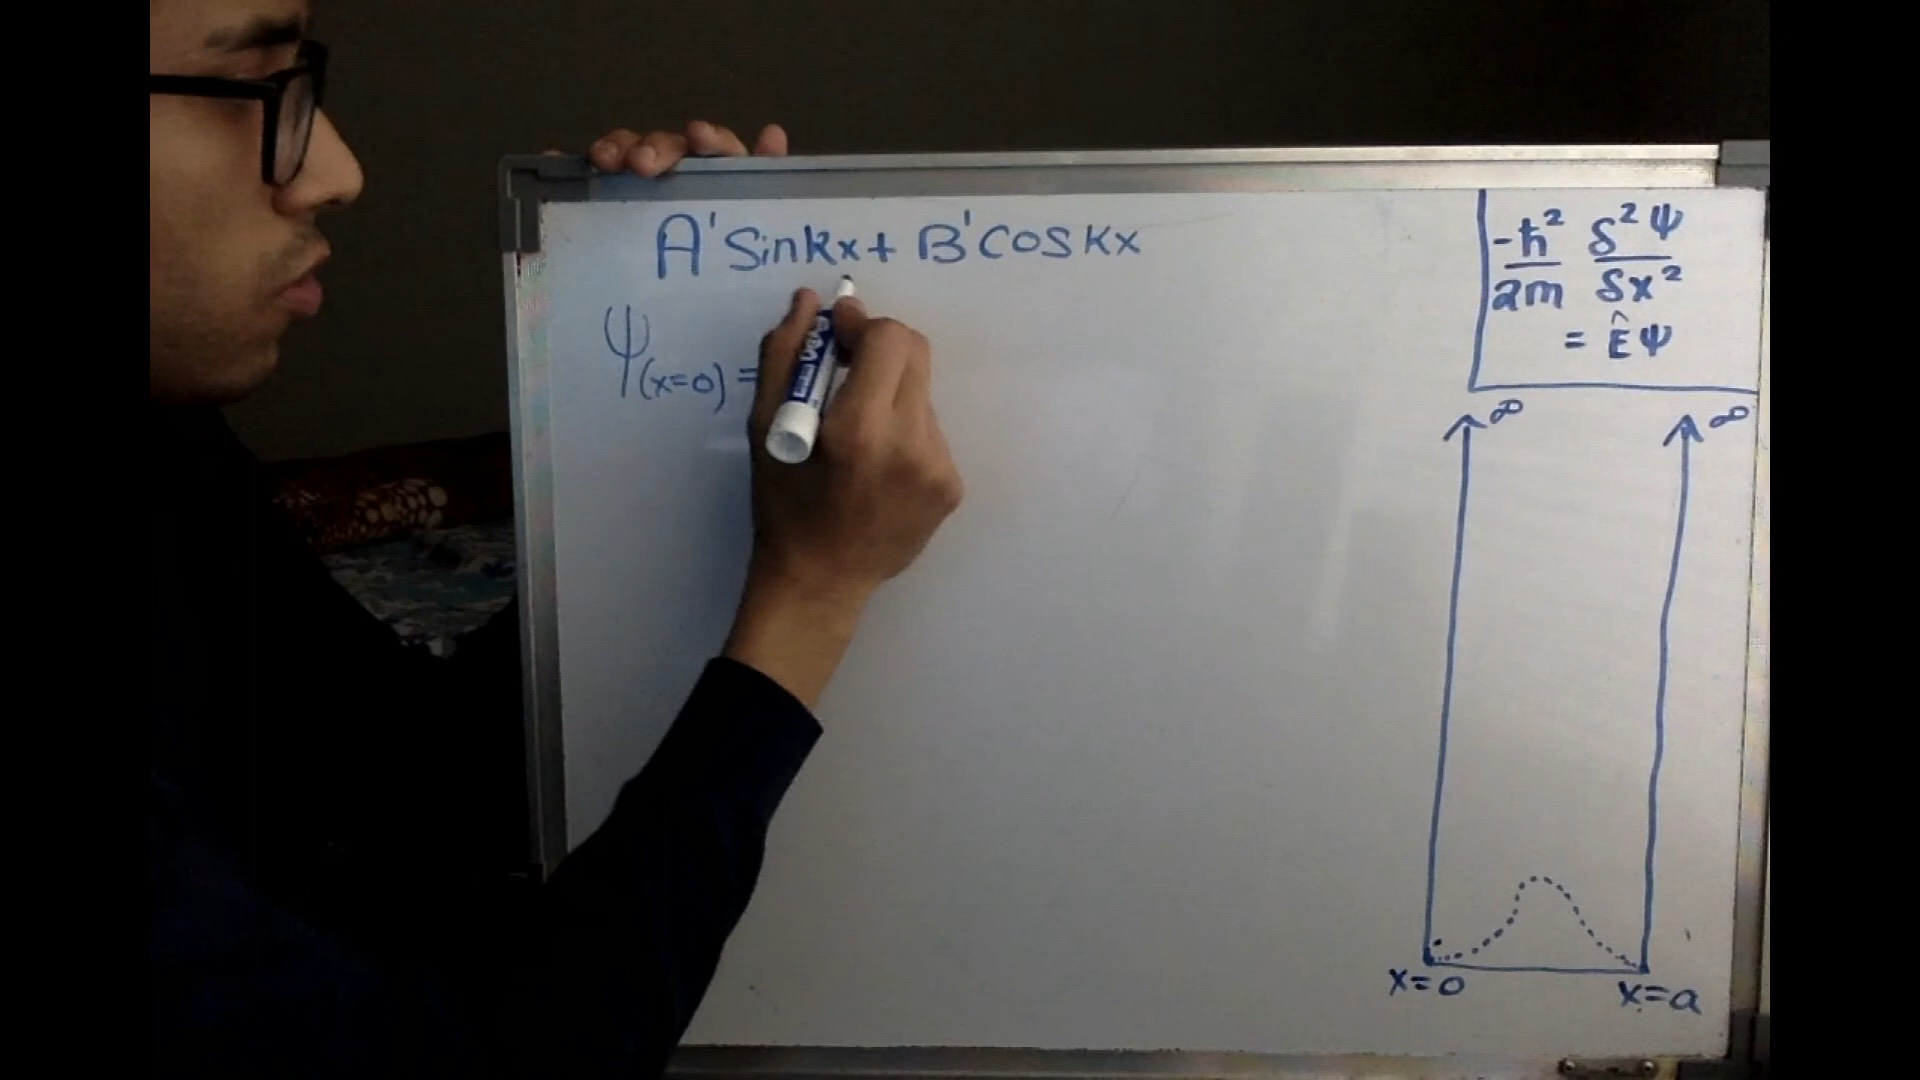 A' sinkx + B' cos kx
ψ(x=0) =
-ħ² δ²ψ
2m δx²
= Êψ
∞ ∞
x=0 x=a